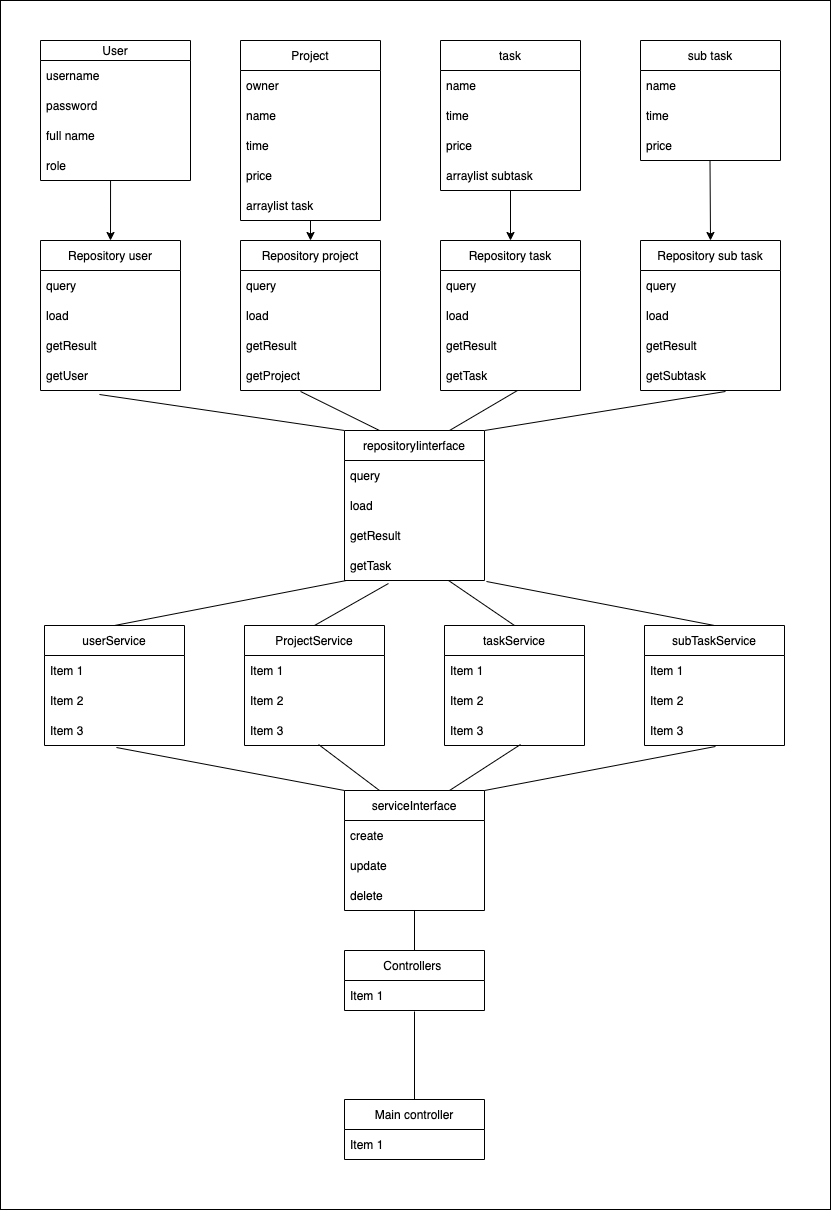 User
username
password
full name
role
Project
owner
name
time
price
arraylist task
task
name
time
price
arraylist subtask
sub task
name
time
price
Repository user
query
load
getResult
getUser
Repository project
query
load
getResult
getProject
Repository task
query
load
getResult
getTask
Repository sub task
query
load
getResult
getSubtask
repositoryIinterface
query
load
getResult
getTask
userService
Item 1
Item 2
Item 3
ProjectService
Item 1
Item 2
Item 3
taskService
Item 1
Item 2
Item 3
subTaskService
Item 1
Item 2
Item 3
serviceInterface
create
update
delete
Controllers
Item 1
Main controller
Item 1